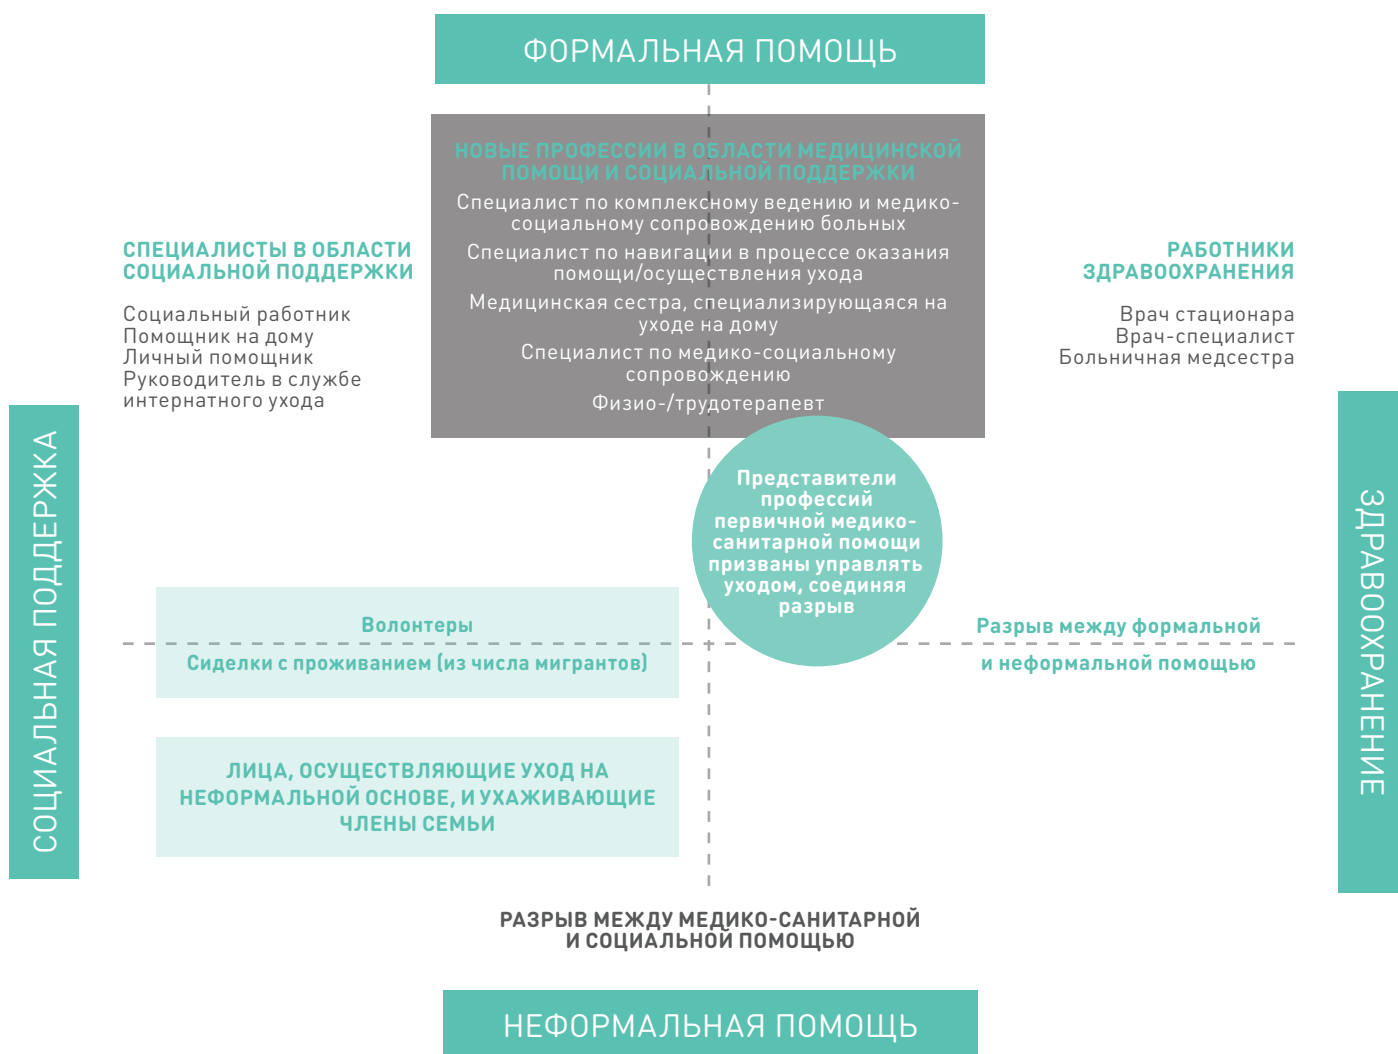 ФОРМАЛЬНАЯ ПОМОЩЬ
НОВЫЕ ПРОФЕССИИ В ОБЛАСТИ МЕДИЦИНСКОЙ
ПОМОЩИ И СОЦИАЛЬНОЙ ПОДДЕРЖКИ
Специалист по комплексному ведению и медико-
социальному сопровождению больных
Специалист по навигации в процессе оказания
помощи/осуществления ухода
Медицинская сестра, специализирующаяся на
уходе на дому
Специалист по медико-социальному
сопровождению
Физио-/трудотерапевт
СПЕЦИАЛИСТЫ В ОБЛАСТИ
СОЦИАЛЬНОЙ ПОДДЕРЖКИ
Социальный работник
Помощник на дому
Личный помощник
Руководитель в службе
интернатного ухода
РАБОТНИКИ
ЗДРАВООХРАНЕНИЯ
Врач стационара
Врач-специалист
Больничная медсестра
СОЦИАЛЬНАЯ ПОДДЕРЖКА
Представители
профессий
первичной медико-
санитарной помощи
призваны управлять
уходом, соединяя
разрыв
ЗДРАВООХРАНЕНИЕ
Волонтеры
Сиделки с проживанием (из числа мигрантов)
Разрыв между формальной
и неформальной помощью
ЛИЦА, ОСУЩЕСТВЛЯЮЩИЕ УХОД НА
НЕФОРМАЛЬНОЙ ОСНОВЕ, И УХАЖИВАЮЩИЕ
ЧЛЕНЫ СЕМЬИ
РАЗРЫВ МЕЖДУ МЕДИКО-САНИТАРНОЙ
И СОЦИАЛЬНОЙ ПОМОЩЬЮ
НЕФОРМАЛЬНАЯ ПОМОЩЬ